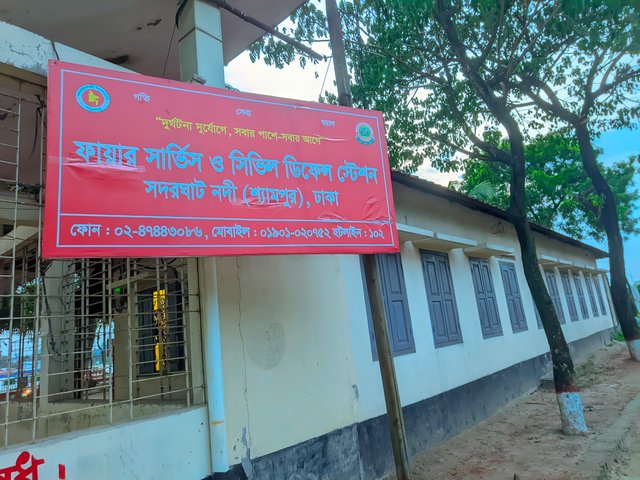 গতি সেবা ত্যাগ
“দুর্ঘটনা দুর্যোগে, সবার পাশে-সবার আগে”
ফায়ার সার্ভিস ও সিভিল ডিফেন্স স্টেশন
সদরঘাট নদী (শ্যামপুর), ঢাকা
ফোন : ০২-৪৭৪৪৩০৮৬, মোবাইল : ০১৯০১-০২০৭৫২ হটলাইন : ১০২